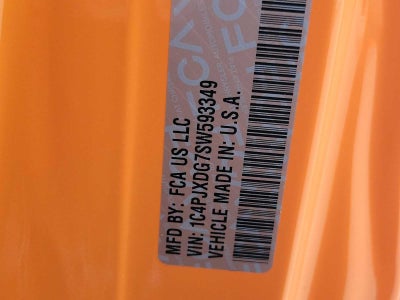 MFD BY: FCA US LLC
VIN: 1C4PJXDG7SW593349
VEHICLE MADE IN: U.S.A.